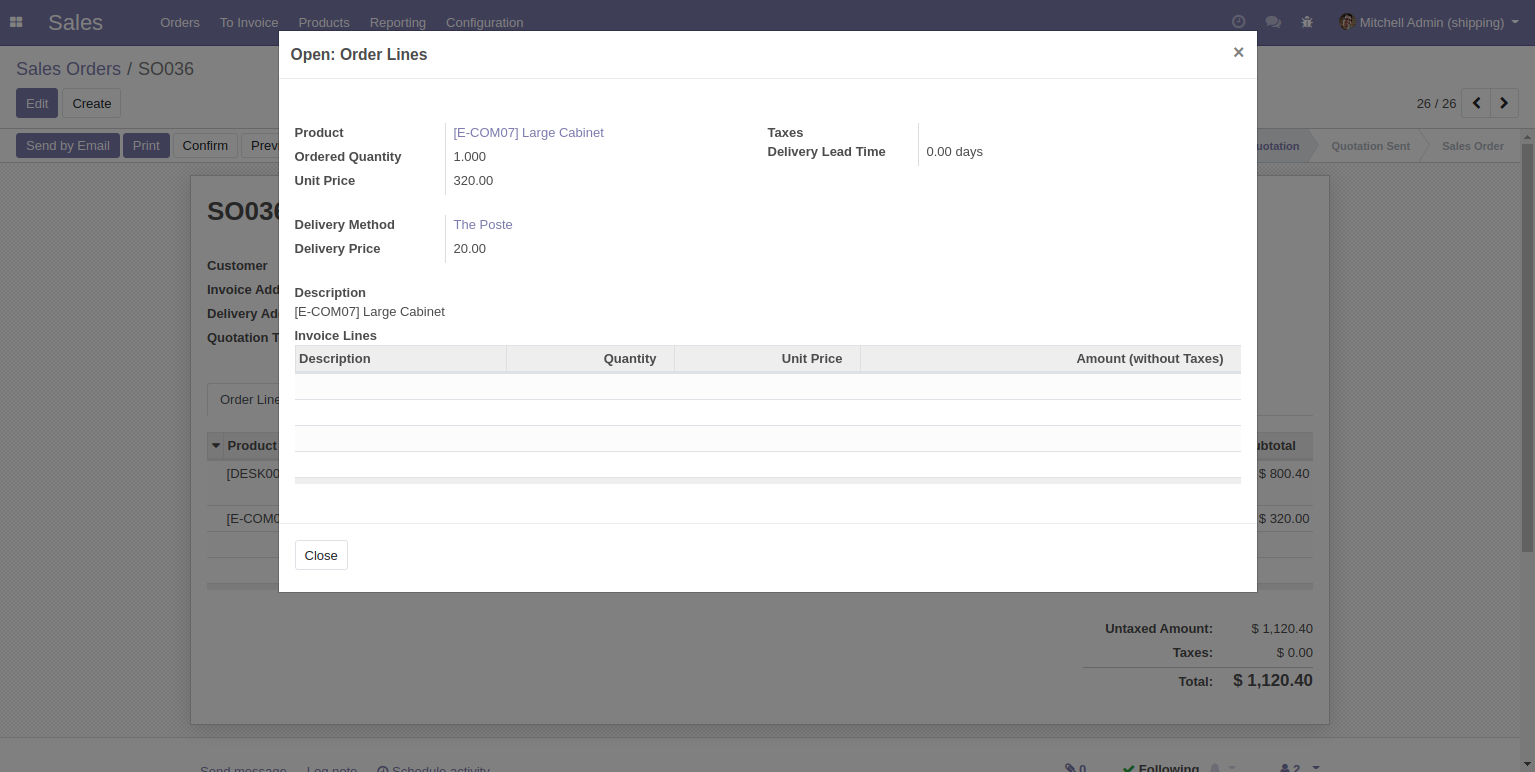 Sales Orders To Invoice Products Reporting Configuration Mitchell Admin (shipping)
Sales Orders / SO036
Edit Create 26 / 26
Send by Email Print Confirm Quotation Sent Sales Order
Open: Order Lines ×
Product [E-COM07] Large Cabinet Taxes
Ordered Quantity 1.000 Delivery Lead Time 0.00 days
Unit Price 320.00
Delivery Method The Poste
Delivery Price 20.00
Description
[E-COM07] Large Cabinet
Invoice Lines
Description Quantity Unit Price Amount (without Taxes)
Close
SO036
Customer
Invoice Add
Delivery Ad
Quotation T
Order Line
Product ubtotal
[DESK00 $ 800.40
[E-COM0 $ 320.00
Untaxed Amount: $ 1,120.40
Taxes: $ 0.00
Total: $ 1,120.40
Send message Log note Schedule activity 0 Following 2